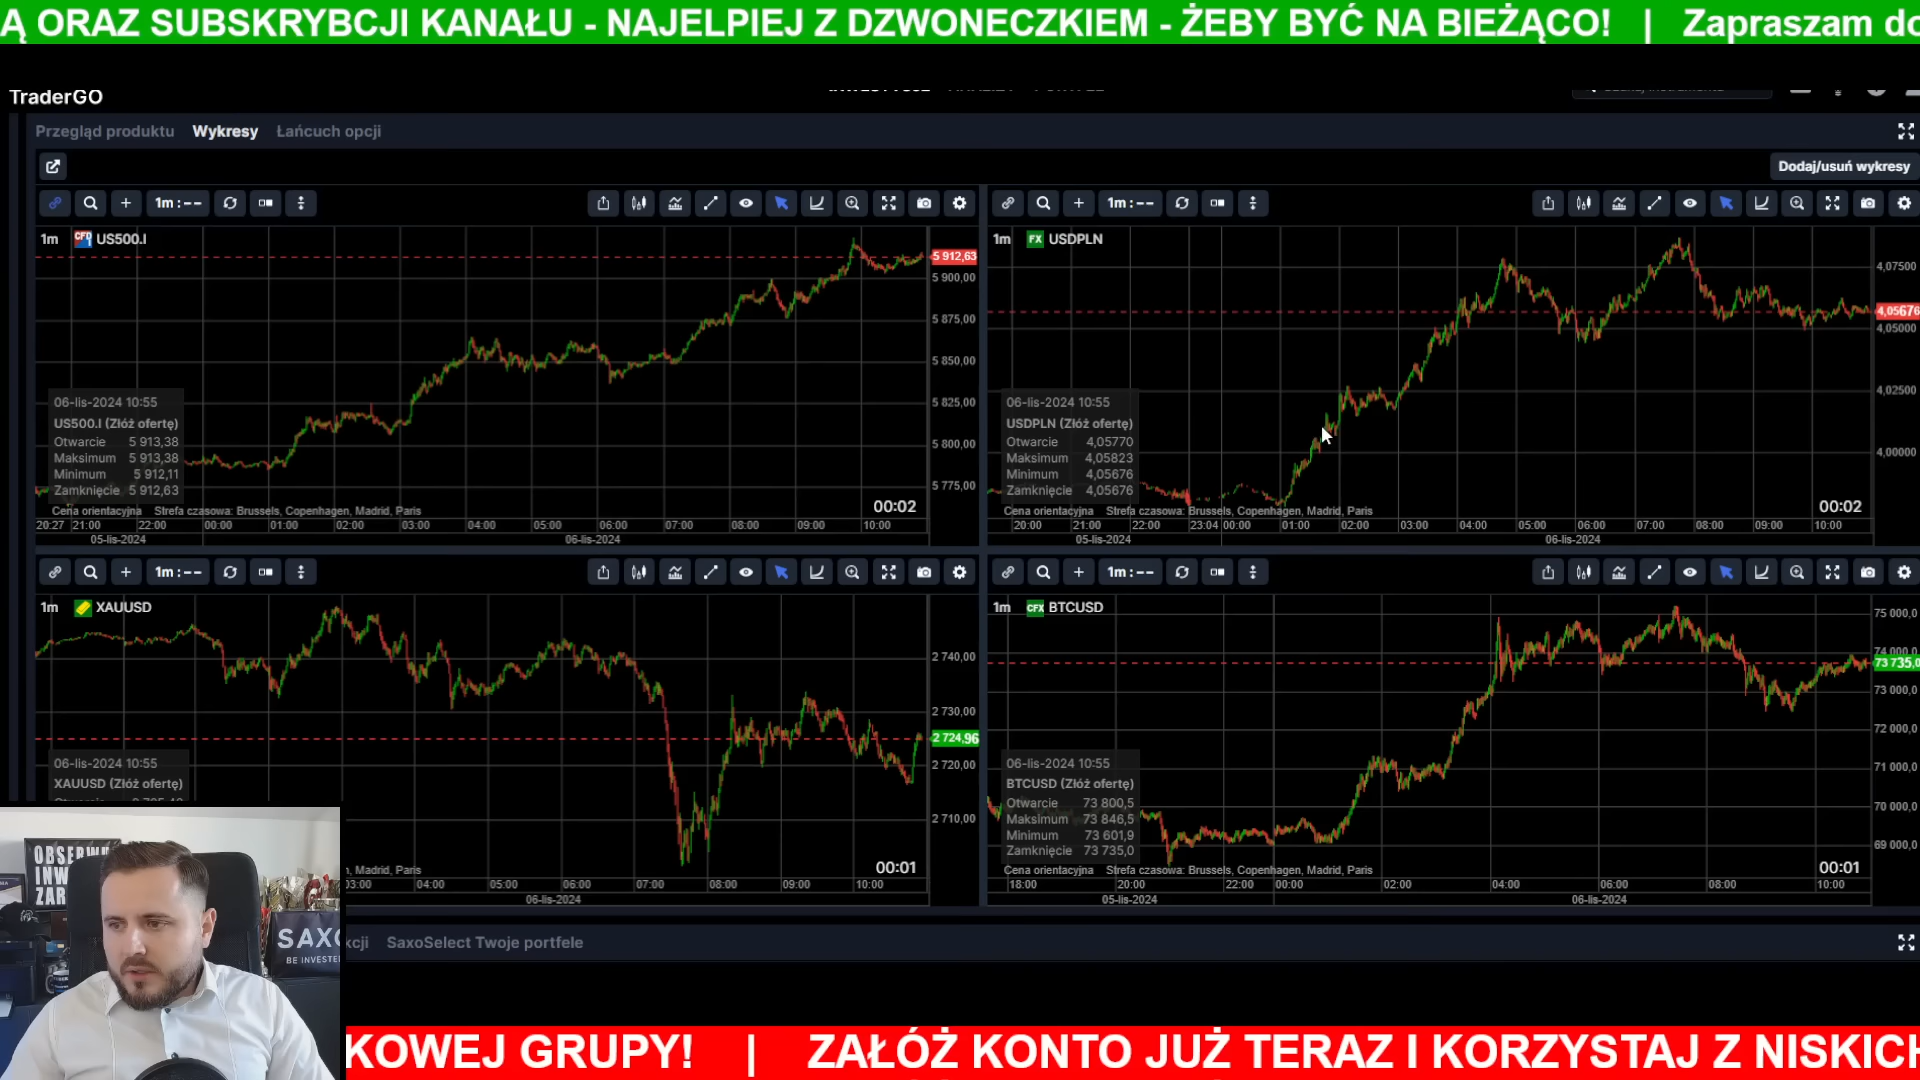 Ą ORAZ SUBSKRYBCJI KANAŁU - NAJELPIEJ Z DZWONECZKIEM - ŻEBY BYĆ NA BIEŻĄCO! | Zapraszam do
TraderGO
Przegląd produktu Wykresy Łańcuch opcji
Dodaj/usuń wykresy
1m : --
1m : --
1m CFD US500.I
5 912,63
5 900,00
5 875,00
5 850,00
5 825,00
5 800,00
5 775,00
06-lis-2024 10:55
US500.I (Złóż ofertę)
Otwarcie 5 913,38
Maksimum 5 913,38
Minimum 5 912,11
Zamknięcie 5 912,63
00:02
Cena orientacyjna Strefa czasowa: Brussels, Copenhagen, Madrid, Paris
20:27 21:00 22:00 00:00 01:00 02:00 03:00 04:00 05:00 06:00 07:00 08:00 09:00 10:00
05-lis-2024 06-lis-2024
1m FX USDPLN
4,07500
4,05676
4,05000
4,02500
4,00000
06-lis-2024 10:55
USDPLN (Złóż ofertę)
Otwarcie 4,05770
Maksimum 4,05823
Minimum 4,05676
Zamknięcie 4,05676
00:02
Cena orientacyjna Strefa czasowa: Brussels, Copenhagen, Madrid, Paris
20:00 21:00 22:00 23:04 00:00 01:00 02:00 03:00 04:00 05:00 06:00 07:00 08:00 09:00 10:00
05-lis-2024 06-lis-2024
1m : --
1m : --
1m XAUUSD
2 740,00
2 730,00
2 724,96
2 720,00
2 710,00
06-lis-2024 10:55
XAUUSD (Złóż ofertę)
00:01
, Madrid, Paris
03:00 04:00 05:00 06:00 07:00 08:00 09:00 10:00
06-lis-2024
1m CFX BTCUSD
75 000,0
74 000,0
73 735,0
73 000,0
72 000,0
71 000,0
70 000,0
69 000,0
06-lis-2024 10:55
BTCUSD (Złóż ofertę)
Otwarcie 73 800,5
Maksimum 73 846,5
Minimum 73 601,9
Zamknięcie 73 735,0
00:01
Cena orientacyjna Strefa czasowa: Brussels, Copenhagen, Madrid, Paris
18:00 20:00 22:00 00:00 02:00 04:00 06:00 08:00 10:00
05-lis-2024 06-lis-2024
OBSERWU
INW
ZAR
SAXO
BE INVESTE
kcji SaxoSelect Twoje portfele
KOWEJ GRUPY! | ZAŁÓŻ KONTO JUŻ TERAZ I KORZYSTAJ Z NISKICH